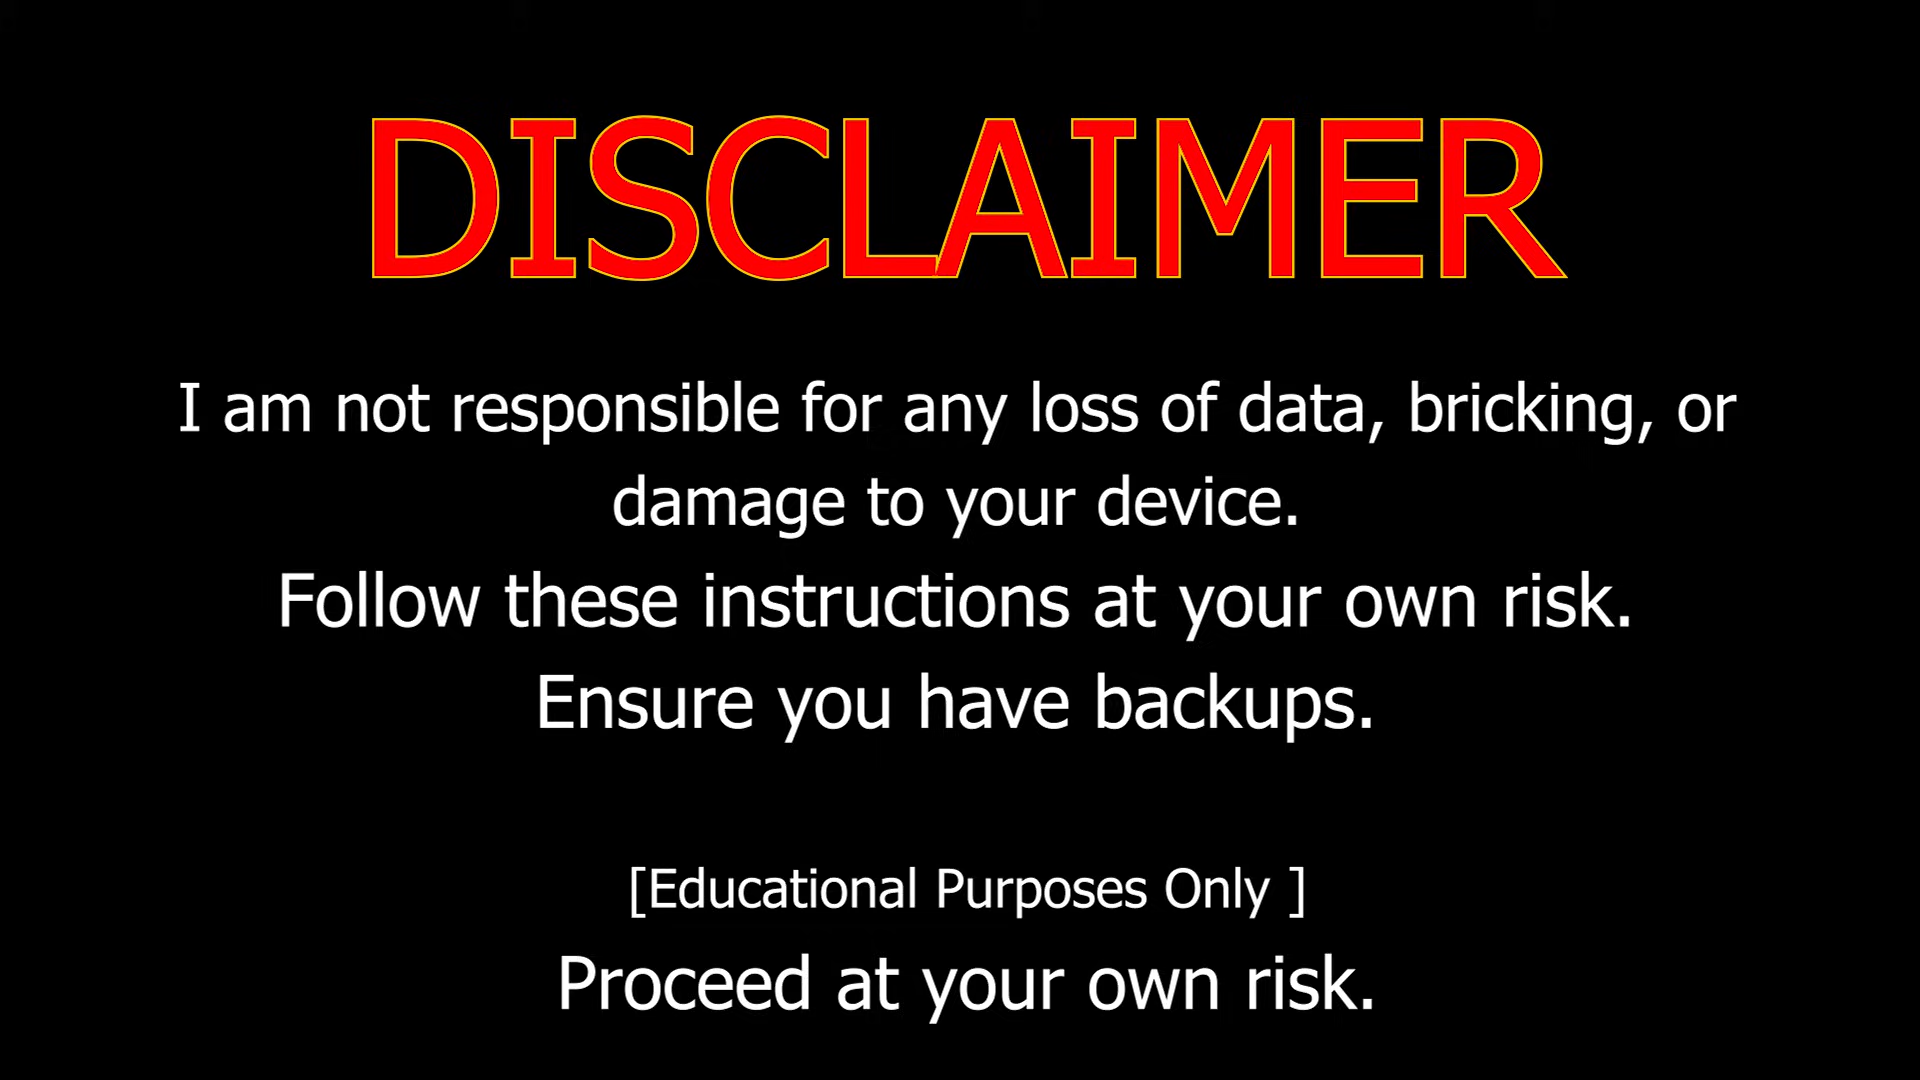 DISCLAIMER
I am not responsible for any loss of data, bricking, or
damage to your device.
Follow these instructions at your own risk.
Ensure you have backups.
[Educational Purposes Only ]
Proceed at your own risk.